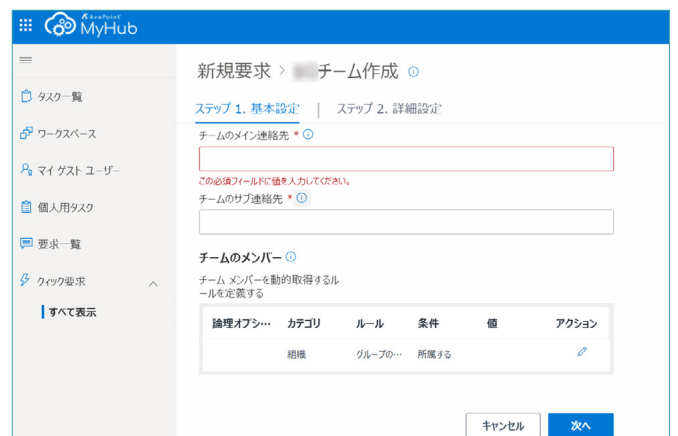 AvePoint
MyHub
新規要求 > チーム作成
タスク一覧
ワークスペース
マイ ゲスト ユーザー
個人用タスク
要求一覧
クイック要求
すべて表示
ステップ 1. 基本設定 | ステップ 2. 詳細設定
チームのメイン連絡先 *
この必須フィールドに値を入力してください。
チームのサブ連絡先 *
チームのメンバー
チーム メンバーを動的取得するル
ールを定義する
論理オプシ… カテゴリ ルール 条件 値 アクション
組織 グループの… 所属する
キャンセル 次へ